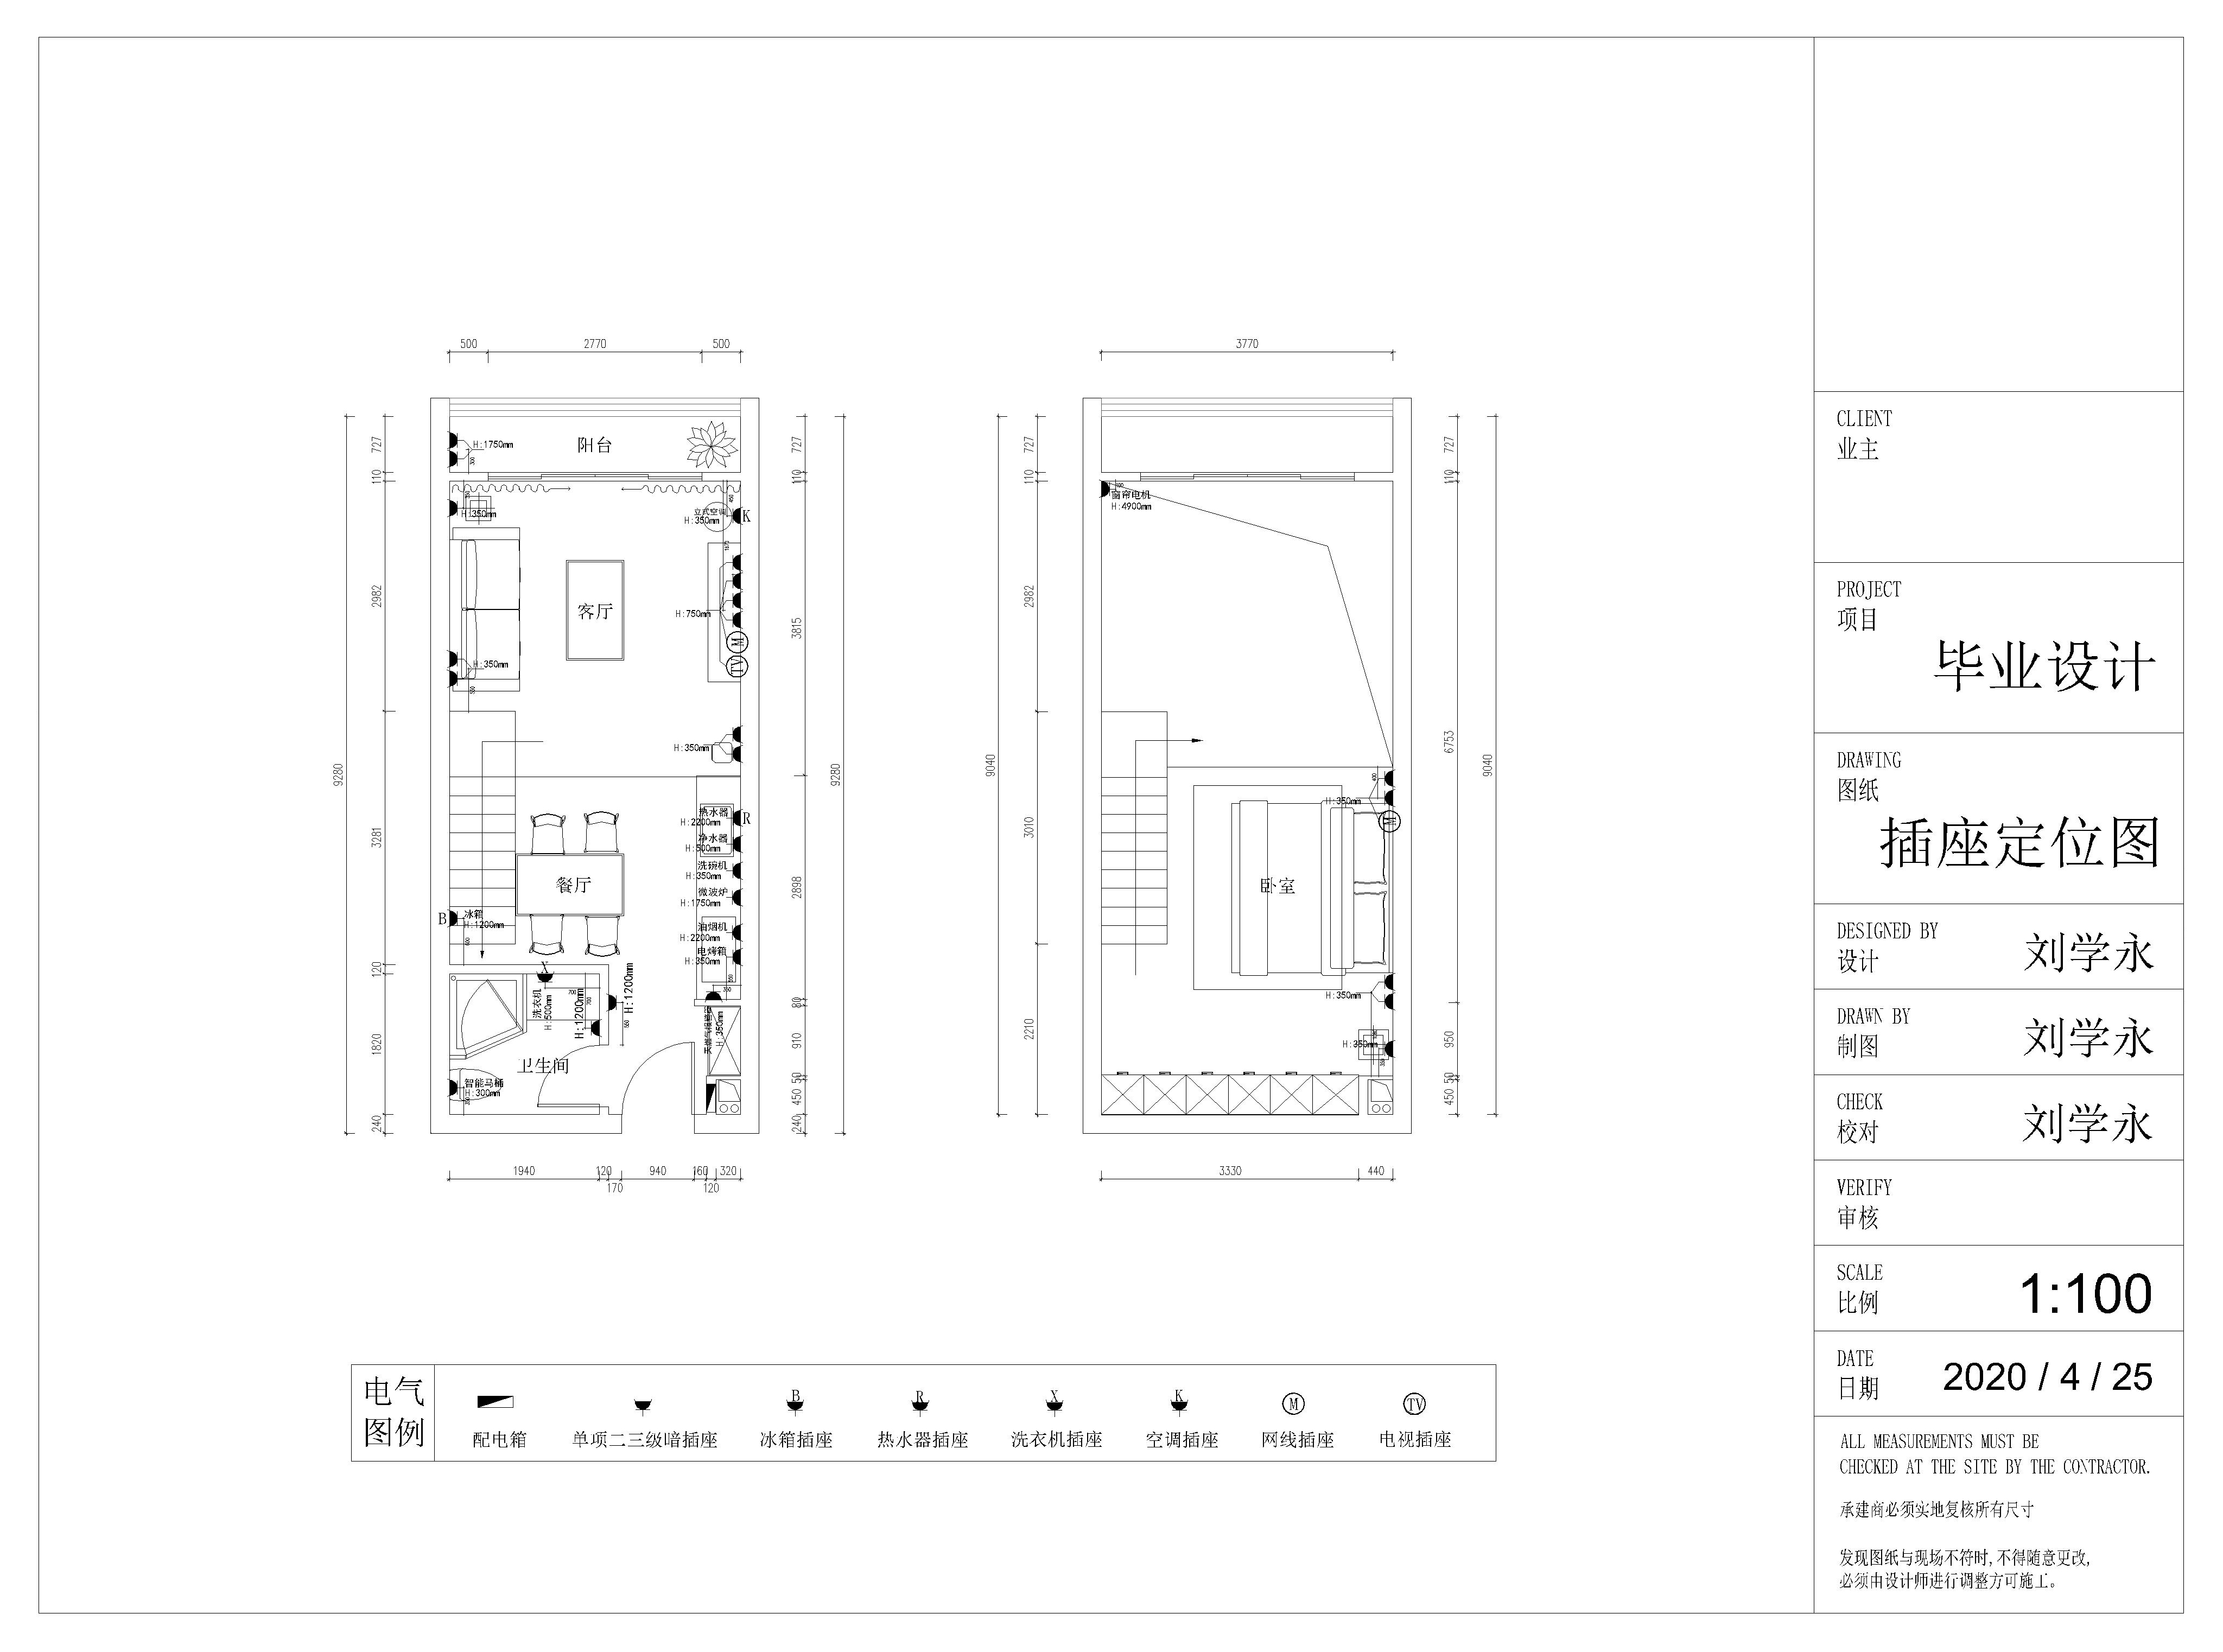 500 2770 500
3770
727
110
2982
3281
120
1820
240
9280
阳台
H:1750mm
300
H:350mm
立式空调
H:350mm
K
450
1675
客厅
H:750mm
M
TV
H:350mm
500
H:350mm
热水器
H:2200mm
R
净水器
H:500mm
洗碗机
H:350mm
微波炉
H:1750mm
油烟机
H:2200mm
电烤箱
H:350mm
餐厅
B
冰箱
H:1200mm
600
X
洗衣机
H:500mm
700
700
H:1200mm
H:1200mm
550
350
H:350mm
卫生间
智能马桶
H:300mm
727
110
3815
2898
80
910
50
450
240
9280
1940 120 940 160 320
170 120
727
110
2982
3010
2210
9040
窗帘电机
H:4900mm
400
H:350mm
M
卧室
H:350mm
H:350mm
727
110
6753
950
50
450
9040
3330 440
电气
图例
B R X K M TV
配电箱 单项二三级喑插座 冰箱插座 热水器插座 洗衣机插座 空调插座 网线插座 电视插座
CLIENT
业主
PROJECT
项目
毕业设计
DRAWING
图纸
插座定位图
DESIGNED BY
设计
刘学永
DRAWN BY
制图
刘学永
CHECK
校对
刘学永
VERIFY
审核
SCALE
比例
1:100
DATE
日期
2020 / 4 / 25
ALL MEASUREMENTS MUST BE
CHECKED AT THE SITE BY THE CONTRACTOR.
承建商必须实地复核所有尺寸
发现图纸与现场不符时,不得随意更改,
必须由设计师进行调整方可施工。